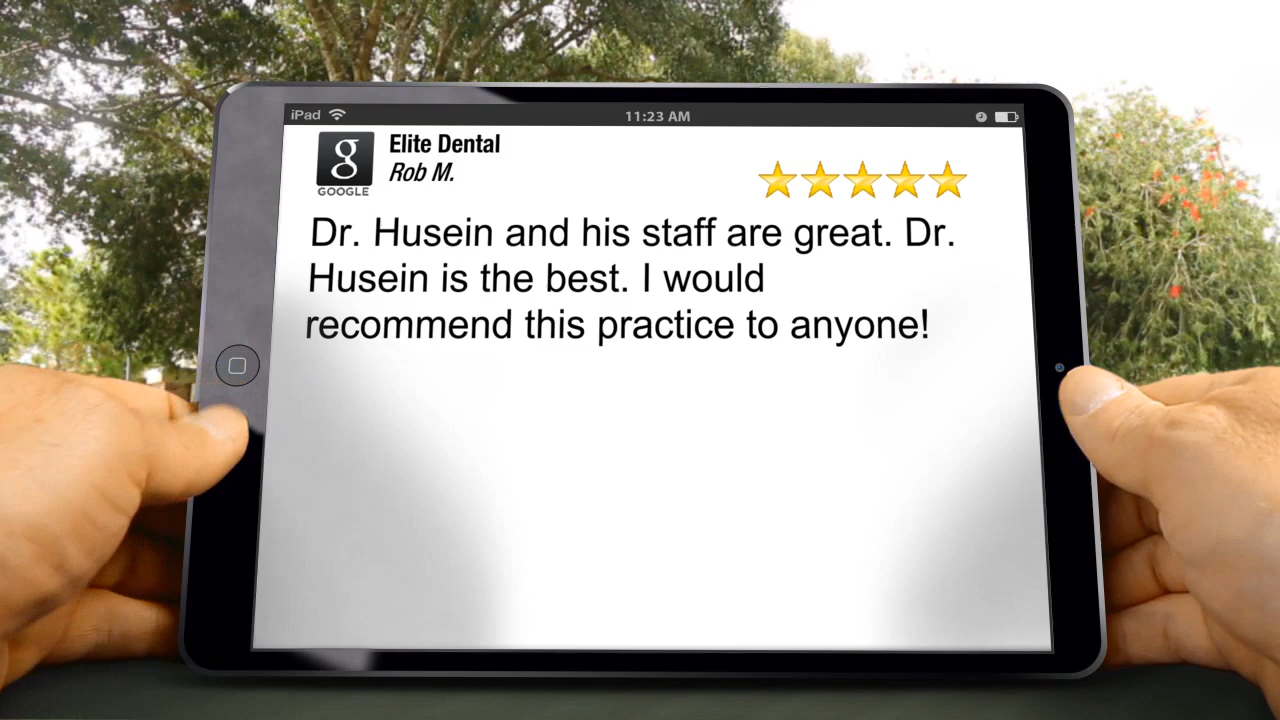 iPad 11:23 AM
g
GOOGLE
Elite Dental
Rob M.
Dr. Husein and his staff are great. Dr.
Husein is the best. I would
recommend this practice to anyone!